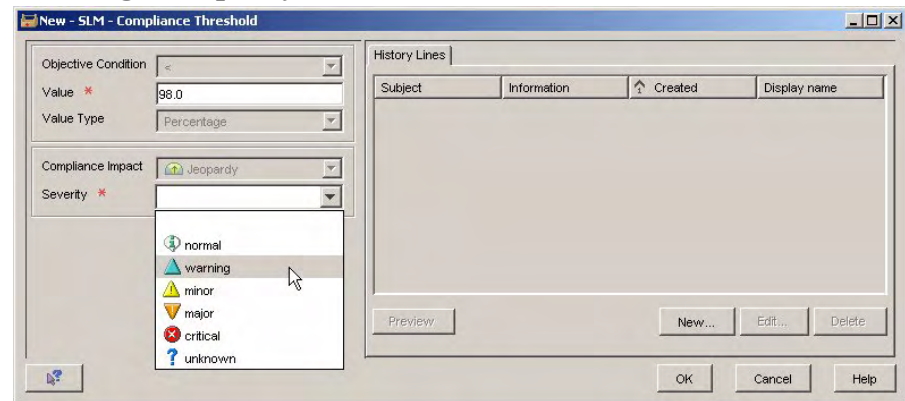 New - SLM - Compliance Threshold
Objective Condition <
Value * 98.0
Value Type Percentage
Compliance Impact Jeopardy
Severity *
normal
warning
minor
major
critical
unknown
History Lines
Subject Information 1 Created Display name
Preview New... Edit... Delete
OK Cancel Help